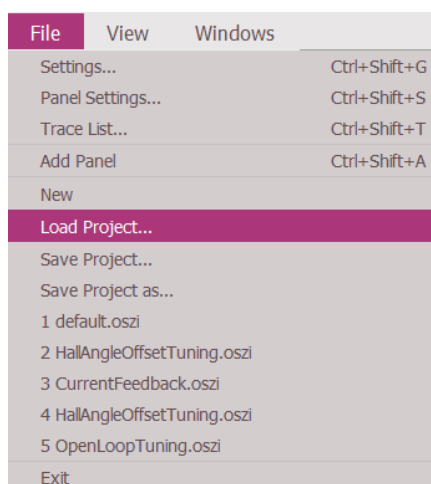 File View Windows
Settings... Ctrl+Shift+G
Panel Settings... Ctrl+Shift+S
Trace List... Ctrl+Shift+T
Add Panel Ctrl+Shift+A
New
Load Project...
Save Project...
Save Project as...
1 default.oszi
2 HallAngleOffsetTuning.oszi
3 CurrentFeedback.oszi
4 HallAngleOffsetTuning.oszi
5 OpenLoopTuning.oszi
Exit